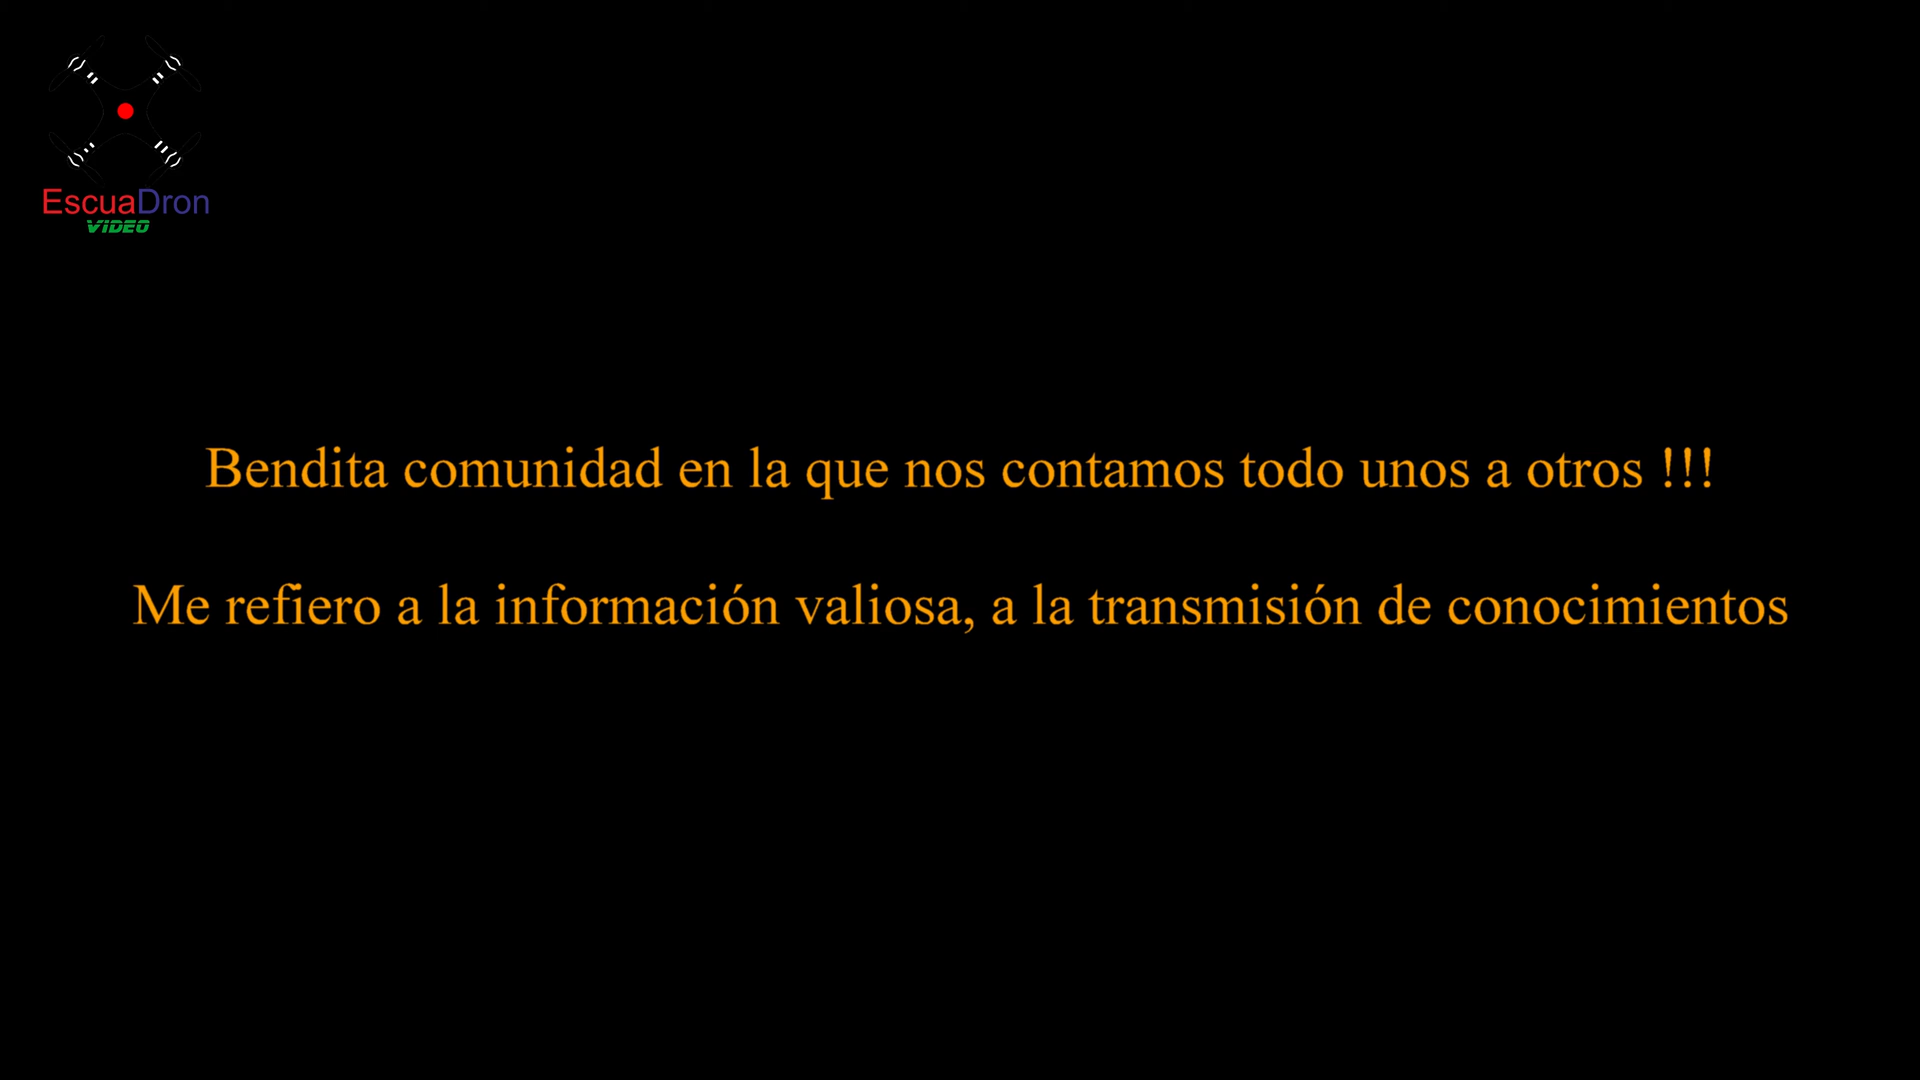 EscuaDron
VIDEO
Bendita comunidad en la que nos contamos todo unos a otros !!!
Me refiero a la información valiosa, a la transmisión de conocimientos